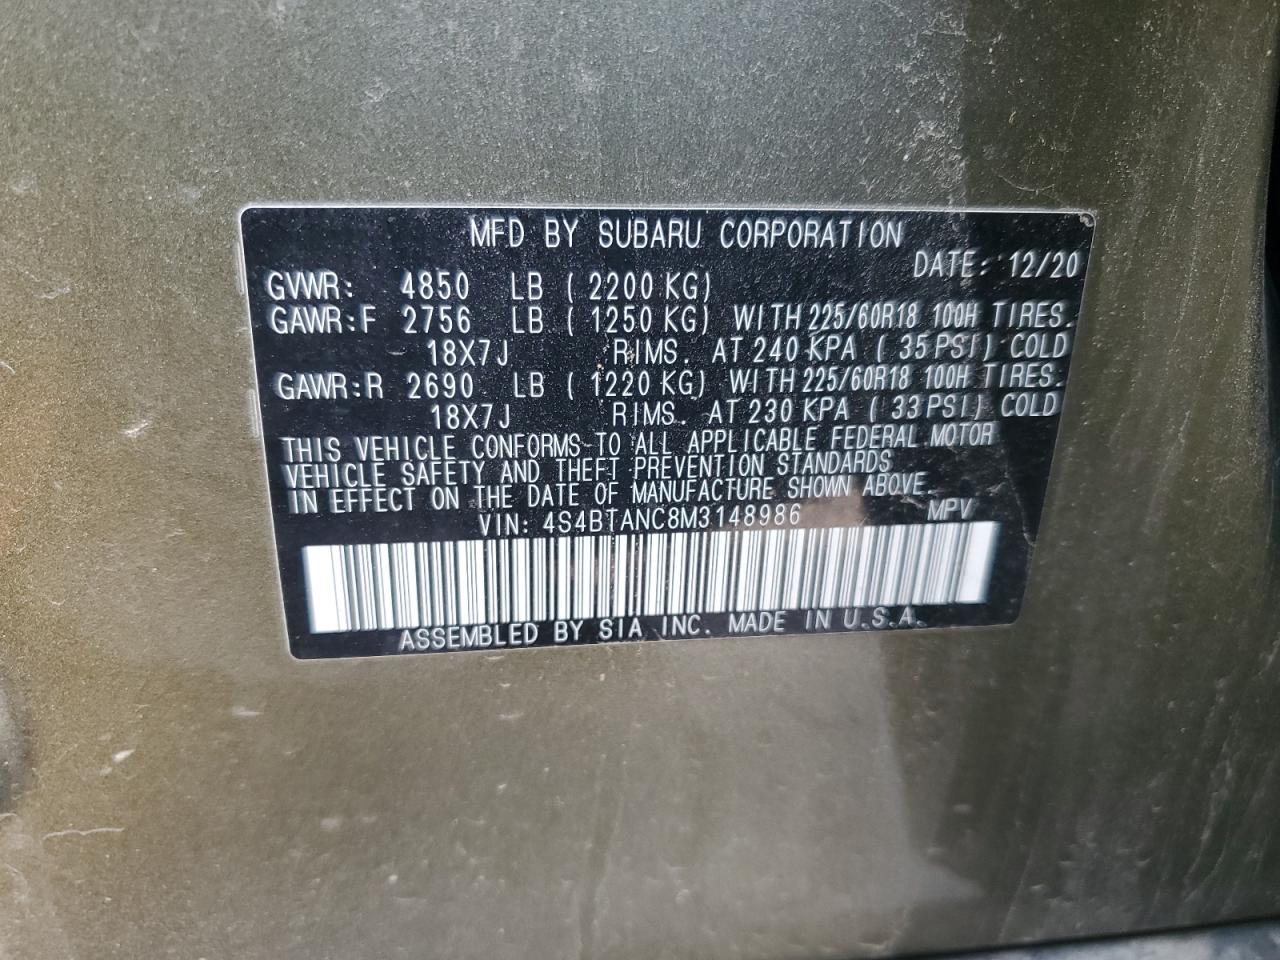 MFD BY SUBARU CORPORATION
DATE: 12/20
GVWR: 4850 LB ( 2200 KG)
GAWR:F 2756 LB ( 1250 KG) WITH 225/60R18 100H TIRES.
18X7J RIMS. AT 240 KPA ( 35 PSI) COLD
GAWR:R 2690 LB ( 1220 KG) WITH 225/60R18 100H TIRES.
18X7J RIMS. AT 230 KPA ( 33 PSI) COLD
THIS VEHICLE CONFORMS TO ALL APPLICABLE FEDERAL MOTOR
VEHICLE SAFETY AND THEFT PREVENTION STANDARDS
IN EFFECT ON THE DATE OF MANUFACTURE SHOWN ABOVE.
VIN: 4S4BTANC8M3148986 MPV
ASSEMBLED BY SIA INC. MADE IN U.S.A.